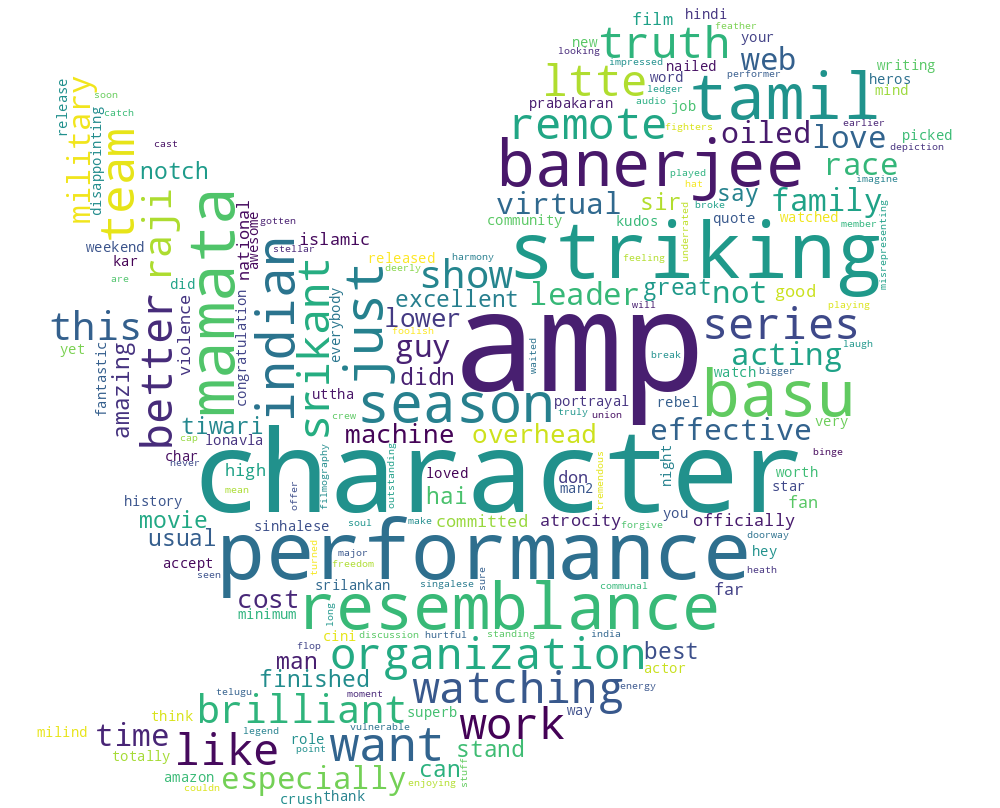 film hindi
feather
new truth your
looking
impressed nailed web writing
ltte word performer heros
ledger tamil mind
prabakaran audio job
release soon military catch
remote fighters oiled earlier love picked
disappointing team cast
banerjee depiction
played race imagine
notch hat
raji mamata virtual sir broke say family
community kudos quote watched member
national awesome gotten islamic underrated misrepresenting
weekend stellar harmony striking
kar released feeling
are did deerly show great not good
indian srikant just excellent leader playing
this violence congratulation everybody foolish lower amp will series laugh
yet better guy waited break acting
fantastic amazing didn watch bigger
uttha season portrayal rebel basu
crew truly union very
tiwari machine overhead effective
cap lonavla binge
char never character
mean high offer filmography outstanding loved hai don man2 tremendous night worth
star fan
history movie sinhalese soul make committed atrocity forgive you officially
usual turned major performance doorway
hey
accept seen freedom heath
srilankan singalese sure communal far
cost
minimum long resemblance
cini discussion hurtful standing india
flop best
man organization actor
finished
telugu moment watching energy
think brilliant superb way
milind legend vulnerable work
time role
totally like point want stand
amazon especially can stuff
couldn enjoying
crush thank